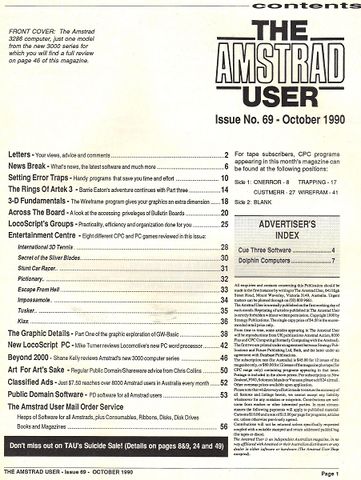 contents
FRONT COVER: The Amstrad
3286 computer, just one model
from the new 3000 series for
which you will find a full review
on page 46 of this magazine.
THE
AMSTRAD
USER
Issue No. 69 - October 1990
Letters - Your views, advice and comments 2
News Break - What's news, the latest software and much more 6
Setting Error Traps - Handy programs that save you time and effort 10
The Rings Of Artek 3 - Barrie Eaton's adventure continues with Part three 14
3-D Fundamentals - The Wireframe program gives your graphics an extra dimension 18
Across The Board - A look at the accessing privileges of Bulletin Boards 20
LocoScript's Groups - Practicality, efficiency and organization done for you 25
Entertainment Centre - Eight different CPC and PC games reviewed in this issue:
International 3D Tennis 28
Secret of the Silver Blades 30
Stunt Car Racer 31
Pictionary 32
Escape From Hell 33
Impossamole 34
Tusker 35
Klax 36
The Graphic Details - Part One of the graphic exploration of GW-Basic 38
New LocoScript PC - Mike Turner reviews Locomotive's new PC word processor 42
Beyond 2000 - Shane Kelly reviews Amstrad's new 3000 computer series 46
Art For Art's Sake - Regular Public Domain/Shareware advice from Chris Collins 49
Classified Ads - Just $7.50 reaches over 8000 Amstrad users in Australia every month 52
Public Domain Software - PD software for all Amstrad users 55
The Amstrad User Mail Order Service
Heaps of Software for all Amstrads, plus Consumables, Ribbons, Disks, Disk Drives
Books and Magazines 56
Don't miss out on TAU's Suicide Sale! (Details on pages 8&9, 24 and 49)
For tape subscribers, CPC programs
appearing in this month's magazine can
be found at the following positions:
Side 1: ONERROR - 8 TRAPPING - 17
CUSTMERR - 27 WIREFRAM - 41
Side 2: BLANK
ADVERTISER'S
INDEX
Cue Three Software 4
Dolphin Computers 7
THE AMSTRAD USER - Issue 69 - OCTOBER 1990
Page 1